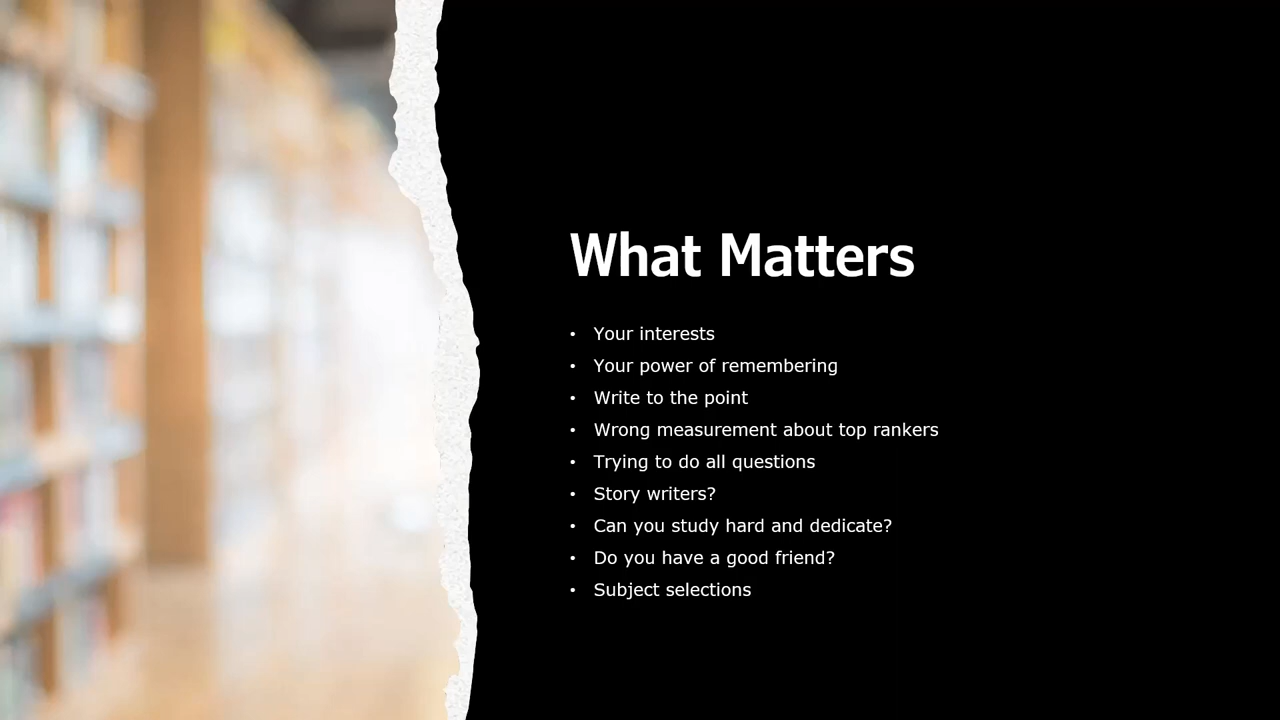 What Matters
• Your interests
• Your power of remembering
• Write to the point
• Wrong measurement about top rankers
• Trying to do all questions
• Story writers?
• Can you study hard and dedicate?
• Do you have a good friend?
• Subject selections